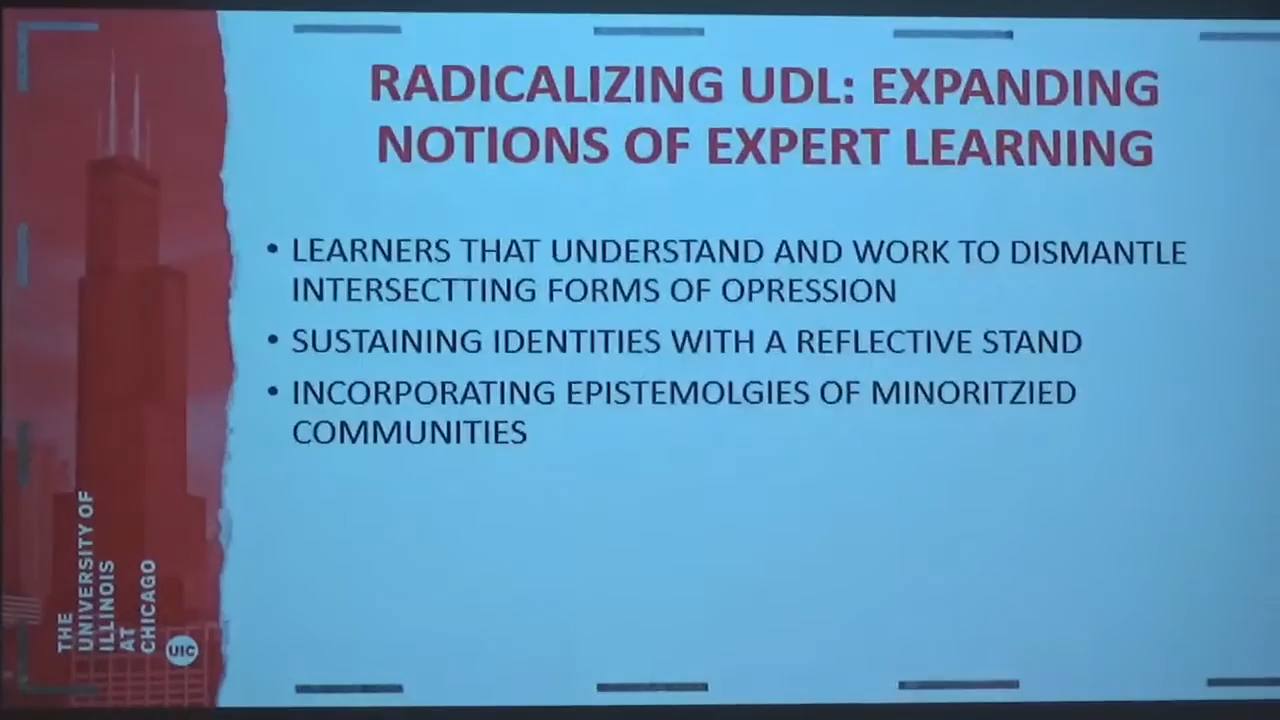 RADICALIZING UDL: EXPANDING
NOTIONS OF EXPERT LEARNING
• LEARNERS THAT UNDERSTAND AND WORK TO DISMANTLE
INTERSECTTING FORMS OF OPRESSION
• SUSTAINING IDENTITIES WITH A REFLECTIVE STAND
• INCORPORATING EPISTEMOLGIES OF MINORITZIED
COMMUNITIES
THE
UNIVERSITY OF
ILLINOIS
AT
CHICAGO
UIC